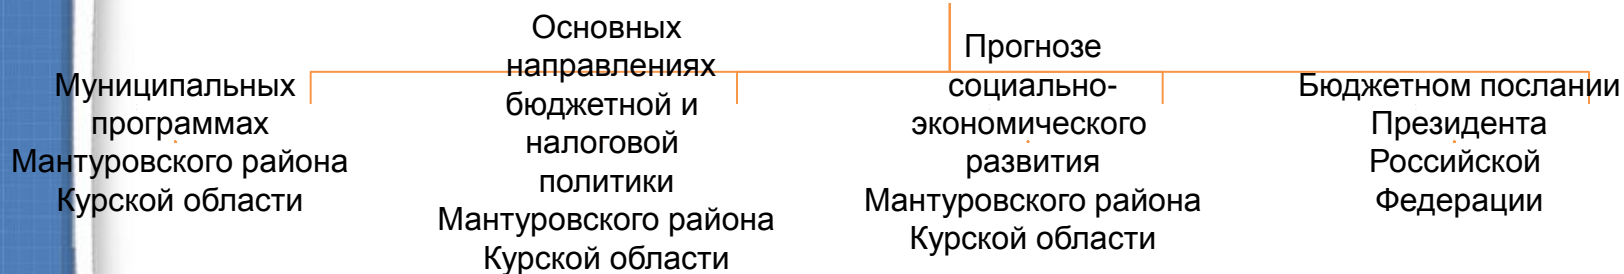 Муниципальных
программах
Мантуровского района
Курской области
Основных
направлениях
бюджетной и
налоговой
политики
Мантуровского района
Курской области
Прогнозе
социально-
экономического
развития
Мантуровского района
Курской области
Бюджетном послании
Президента
Российской
Федерации